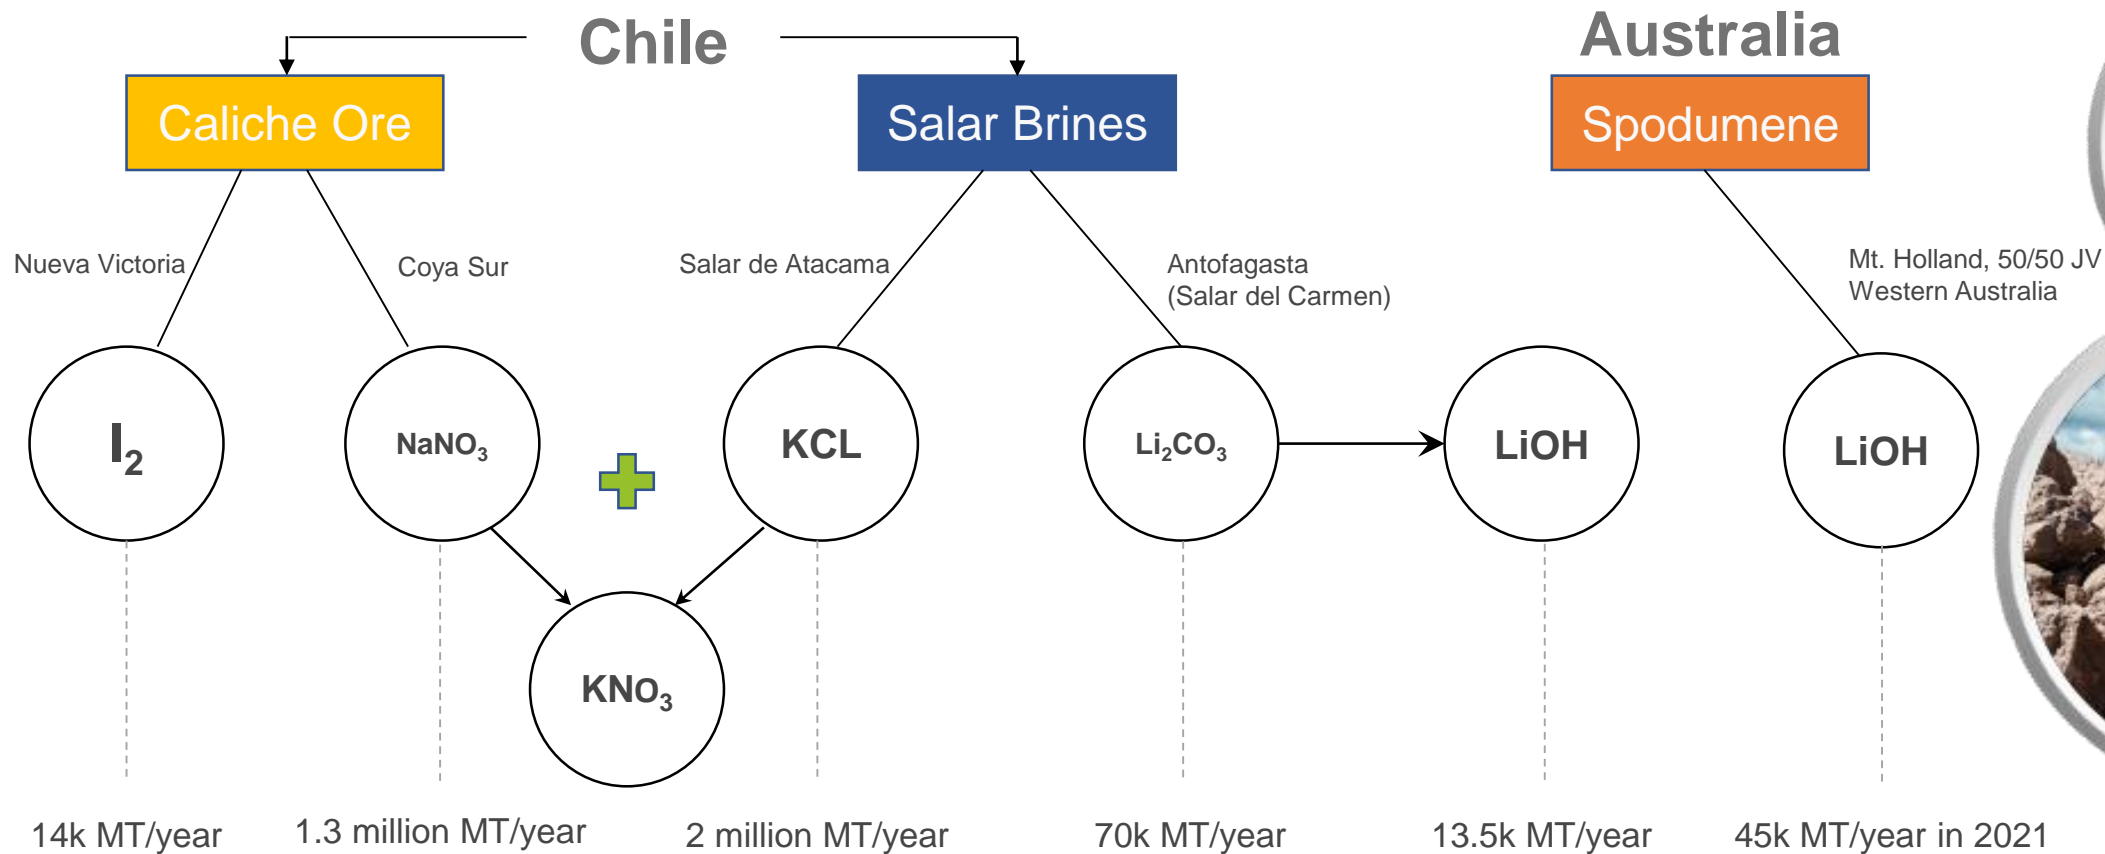 Chile
Australia
Caliche Ore
Salar Brines
Spodumene
Nueva Victoria
Coya Sur
Salar de Atacama
Antofagasta
(Salar del Carmen)
Mt. Holland, 50/50 JV
Western Australia
I₂
NaNO₃
KCL
Li₂CO₃
LiOH
LiOH
KNO₃
14k MT/year
1.3 million MT/year
2 million MT/year
70k MT/year
13.5k MT/year
45k MT/year in 2021